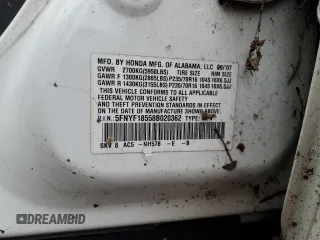 MFD. BY HONDA MFG. OF ALABAMA, LLC 09/07
GVWR 2700KG(5950LBS) TIRE SIZE RIM SIZE
GAWR F 1300KG(2865LBS) P235/70R16 104S 16X6.5JJ
GAWR R 1430KG(3155LBS) P235/70R16 104S 16X6.5JJ
THIS VEHICLE CONFORMS TO ALL APPLICABLE
FEDERAL MOTOR VEHICLE SAFETY
AND THEFT PREVENTION STANDARDS IN EFFECT
ON THE DATE OF MANUFACTURE SHOWN ABOVE.
V.I.N. 5FNYF18558B020362 TYPE:
SKV 8 AC5 -NH578 -E -B
DREAMBID